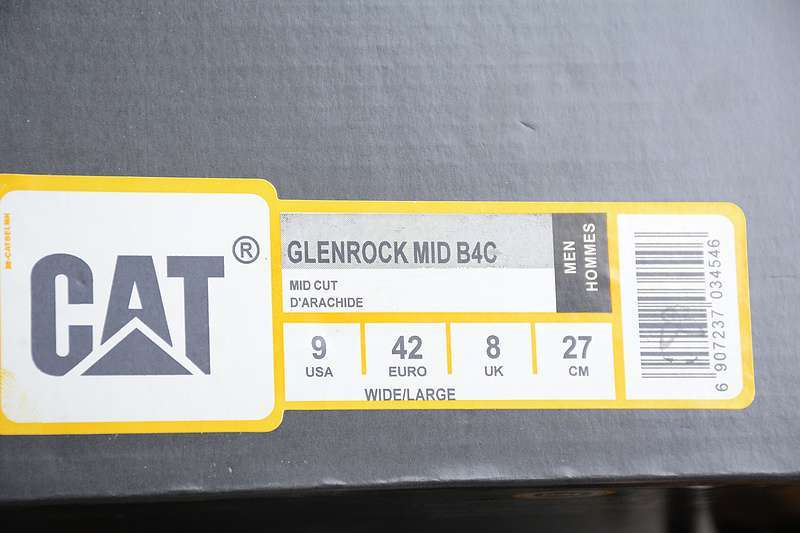 CAT®
GLENROCK MID B4C
MID CUT
D'ARACHIDE
MEN
HOMMES
9 42 8 27
USA EURO UK CM
WIDE/LARGE
6 907237 034546